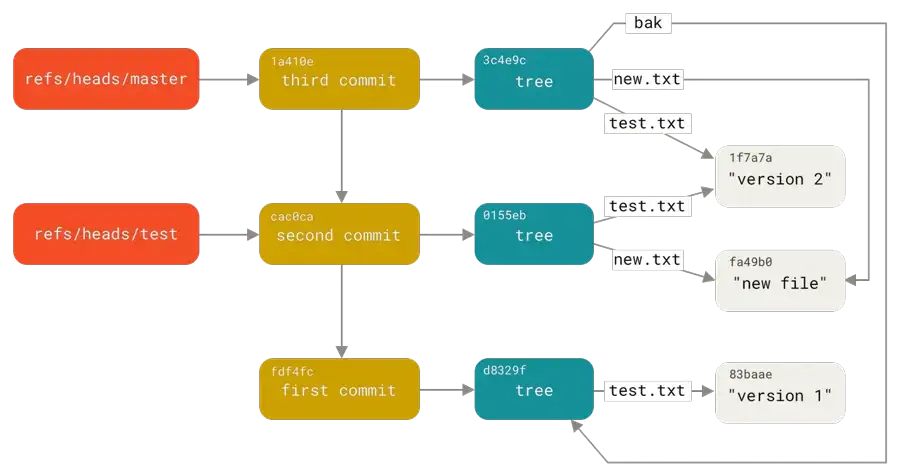 bak
refs/heads/master
1a410e
third commit
3c4e9c
tree
new.txt
test.txt
1f7a7a
"version 2"
refs/heads/test
cac0ca
second commit
0155eb
tree
test.txt
new.txt
fa49b0
"new file"
fdf4fc
first commit
d8329f
tree
test.txt
83baae
"version 1"